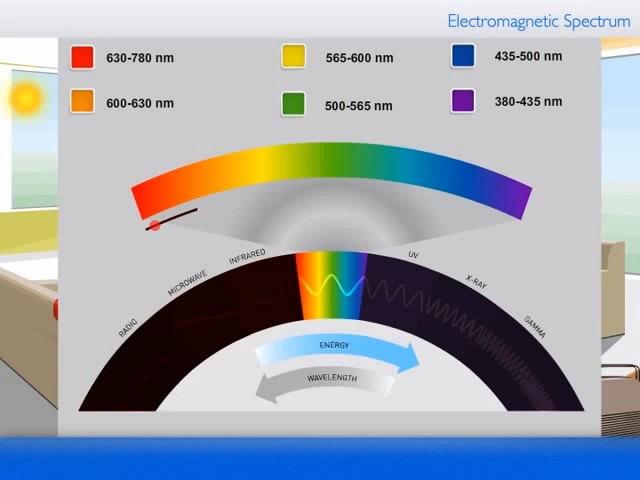 Electromagnetic Spectrum
630-780 nm
565-600 nm
435-500 nm
600-630 nm
500-565 nm
380-435 nm
RADIO
MICROWAVE
INFRARED
UV
X-RAY
GAMMA
ENERGY
WAVELENGTH